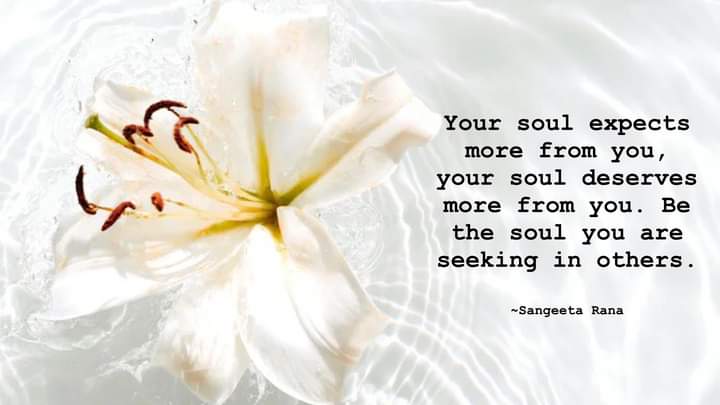 Your soul expects
more from you,
your soul deserves
more from you. Be
the soul you are
seeking in others.
~Sangeeta Rana